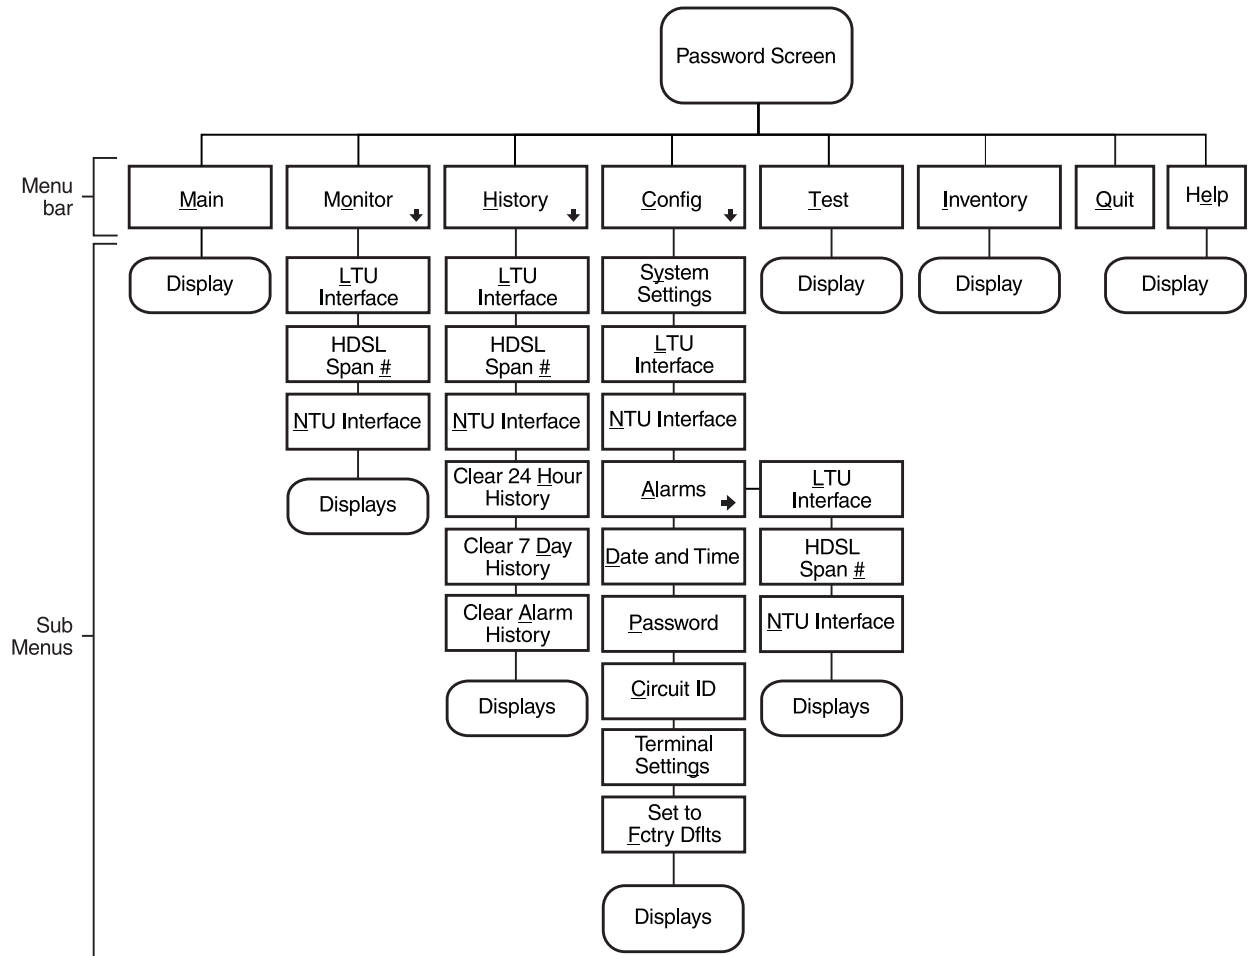 Password Screen
Menu
bar
Main
Monitor
History
Config
Test
Inventory
Quit
Help
Sub
Menus
Display
LTU
Interface
HDSL
Span #
NTU Interface
Displays
LTU
Interface
HDSL
Span #
NTU Interface
Clear 24 Hour
History
Clear 7 Day
History
Clear Alarm
History
Displays
System
Settings
LTU
Interface
NTU Interface
Alarms
Date and Time
Password
Circuit ID
Terminal
Settings
Set to
Fctry Dflts
Displays
Display
LTU
Interface
HDSL
Span #
NTU Interface
Displays
Display
Display